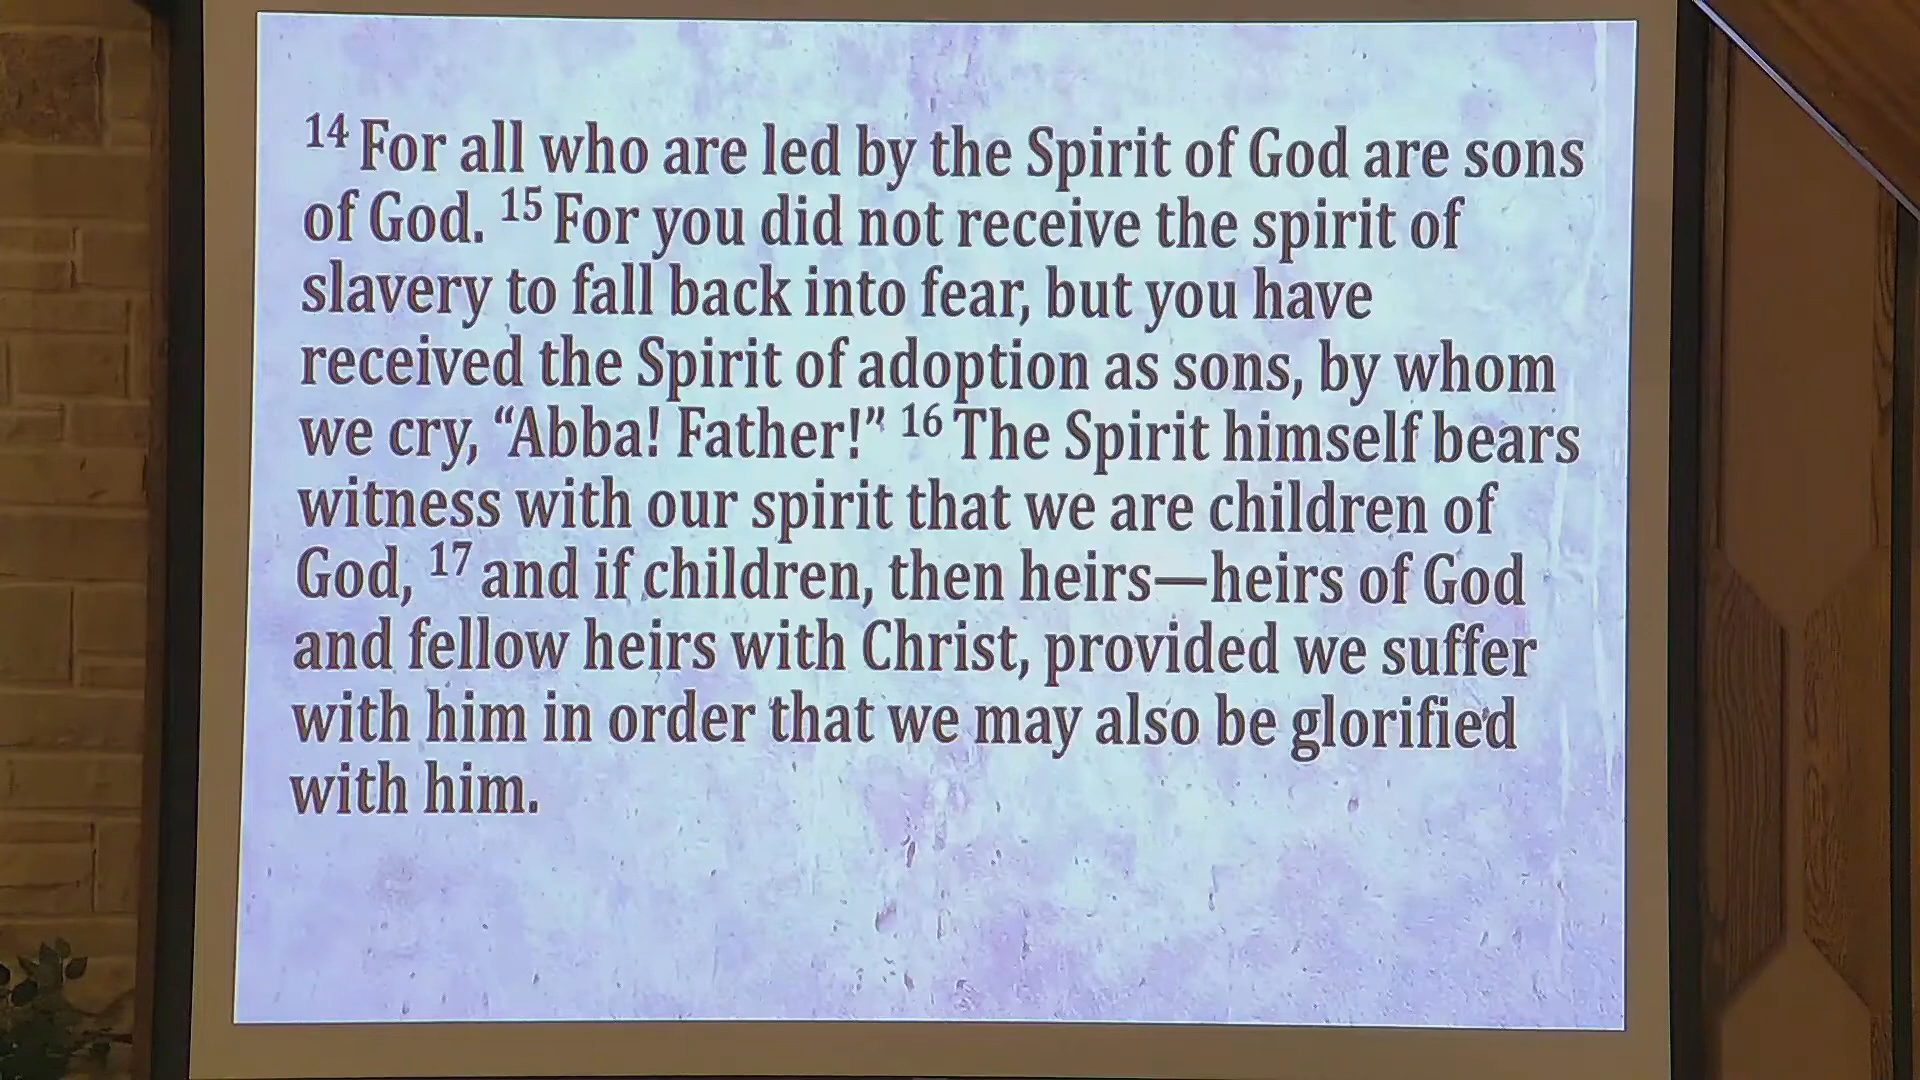 14 For all who are led by the Spirit of God are sons
of God. 15 For you did not receive the spirit of
slavery to fall back into fear, but you have
received the Spirit of adoption as sons, by whom
we cry, “Abba! Father!” 16 The Spirit himself bears
witness with our spirit that we are children of
God, 17 and if children, then heirs—heirs of God
and fellow heirs with Christ, provided we suffer
with him in order that we may also be glorified
with him.